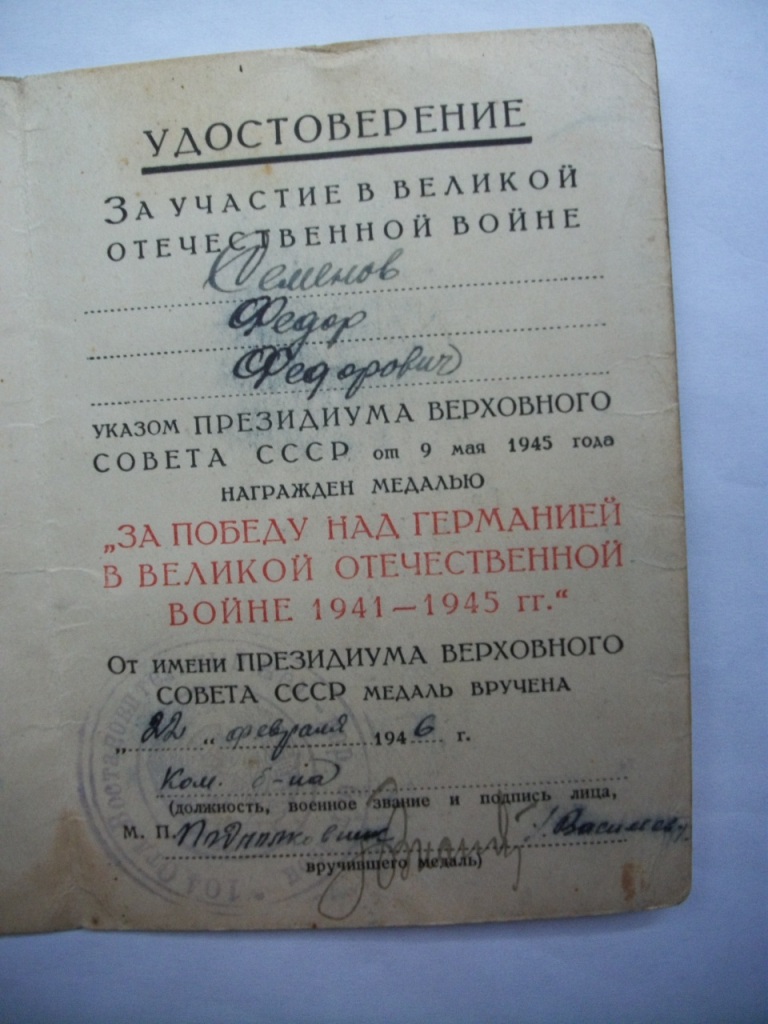 УДОСТОВЕРЕНИЕ
ЗА УЧАСТИЕ В ВЕЛИКОЙ
ОТЕЧЕСТВЕННОЙ ВОЙНЕ
Семенов
Федор
Федорович
УКАЗОМ ПРЕЗИДИУМА ВЕРХОВНОГО
СОВЕТА СССР от 9 мая 1945 года
НАГРАЖДЕН МЕДАЛЬЮ
„ЗА ПОБЕДУ НАД ГЕРМАНИЕЙ
В ВЕЛИКОЙ ОТЕЧЕСТВЕННОЙ
ВОЙНЕ 1941—1945 гг.“
ОТ ИМЕНИ ПРЕЗИДИУМА ВЕРХОВНОГО
СОВЕТА СССР МЕДАЛЬ ВРУЧЕНА
„22 „ февраля 1946 г.
Ком. б-на
(должность, военное звание и подпись лица,
М. П. Подполковник Васильев
вручившего медаль)